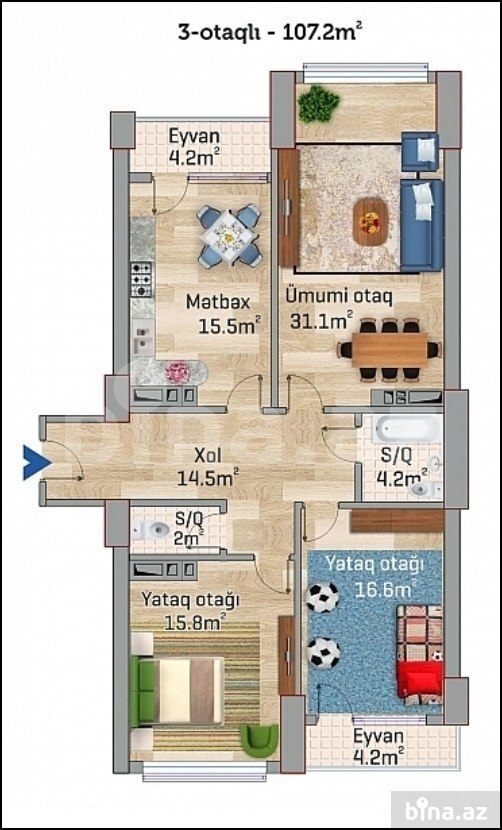 3-otaqlı - 107.2m²
Eyvan
4.2m²
Mətbəx
15.5m²
Ümumi otaq
31.1m²
Xol
14.5m²
S/Q
4.2m²
S/Q
2m²
Yataq otağı
16.6m²
Yataq otağı
15.8m²
Eyvan
4.2m²
bina.az